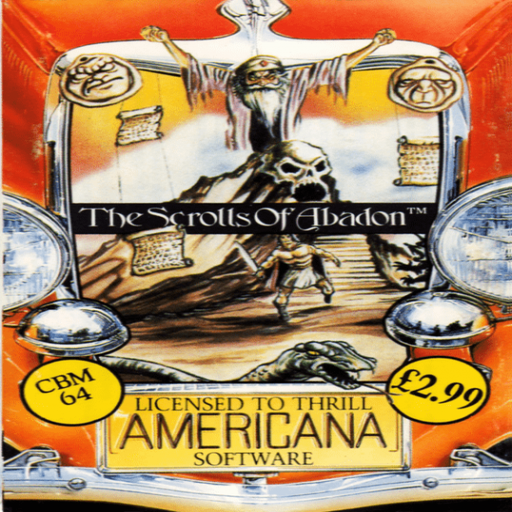 The Scrolls Of Abadon™
CBM
64
£2.99
LICENSED TO THRILL
AMERICANA
SOFTWARE